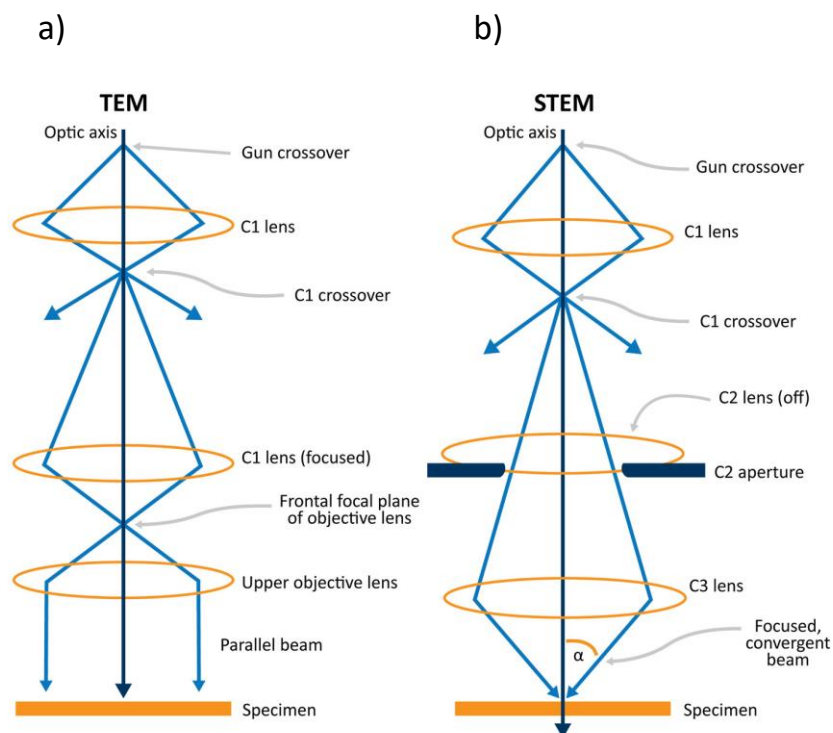 a)
TEM
Optic axis
Gun crossover
C1 lens
C1 crossover
C1 lens (focused)
Frontal focal plane
of objective lens
Upper objective lens
Parallel beam
Specimen
b)
STEM
Optic axis
Gun crossover
C1 lens
C1 crossover
C2 lens (off)
C2 aperture
C3 lens
Focused,
convergent
beam
α
Specimen